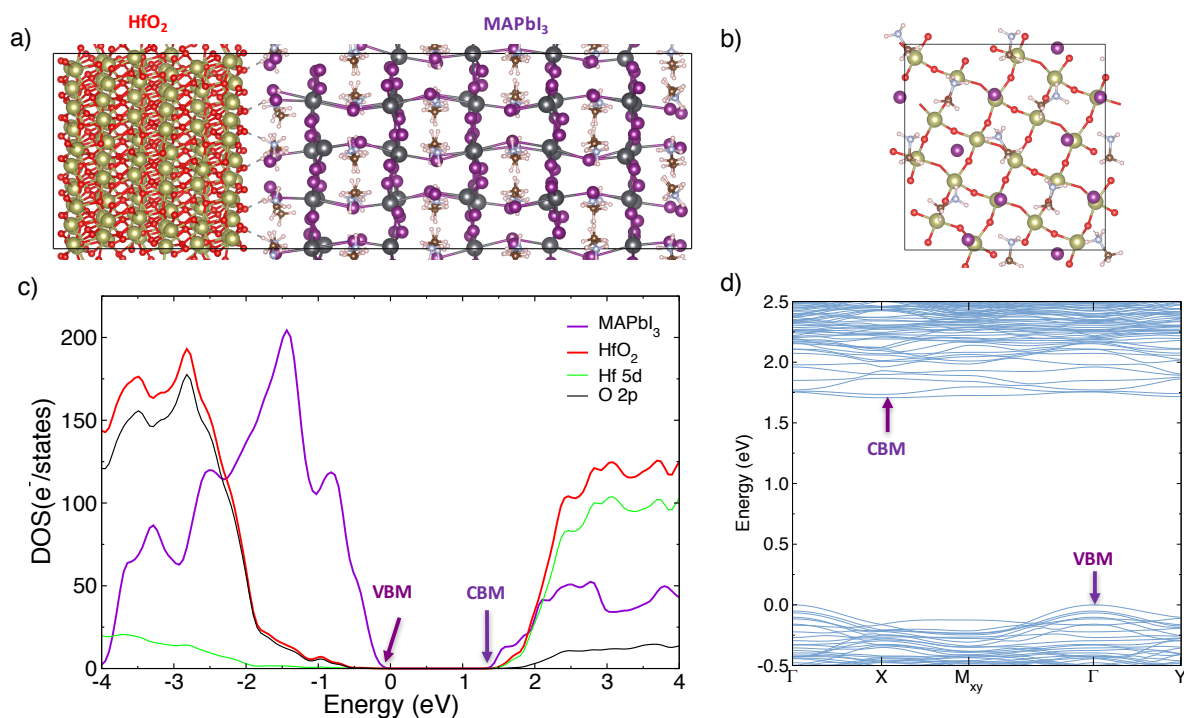 HfO2
MAPbI3
a)
b)
c)
200
150
100
50
0
DOS(e-/states)
MAPbI3
HfO2
Hf 5d
O 2p
VBM
CBM
-4 -3 -2 -1 0 1 2 3 4
Energy (eV)
d)
2.5
2.0
1.5
1.0
0.5
0.0
-0.5
Energy (eV)
CBM
VBM
Γ X Mxy Γ Y